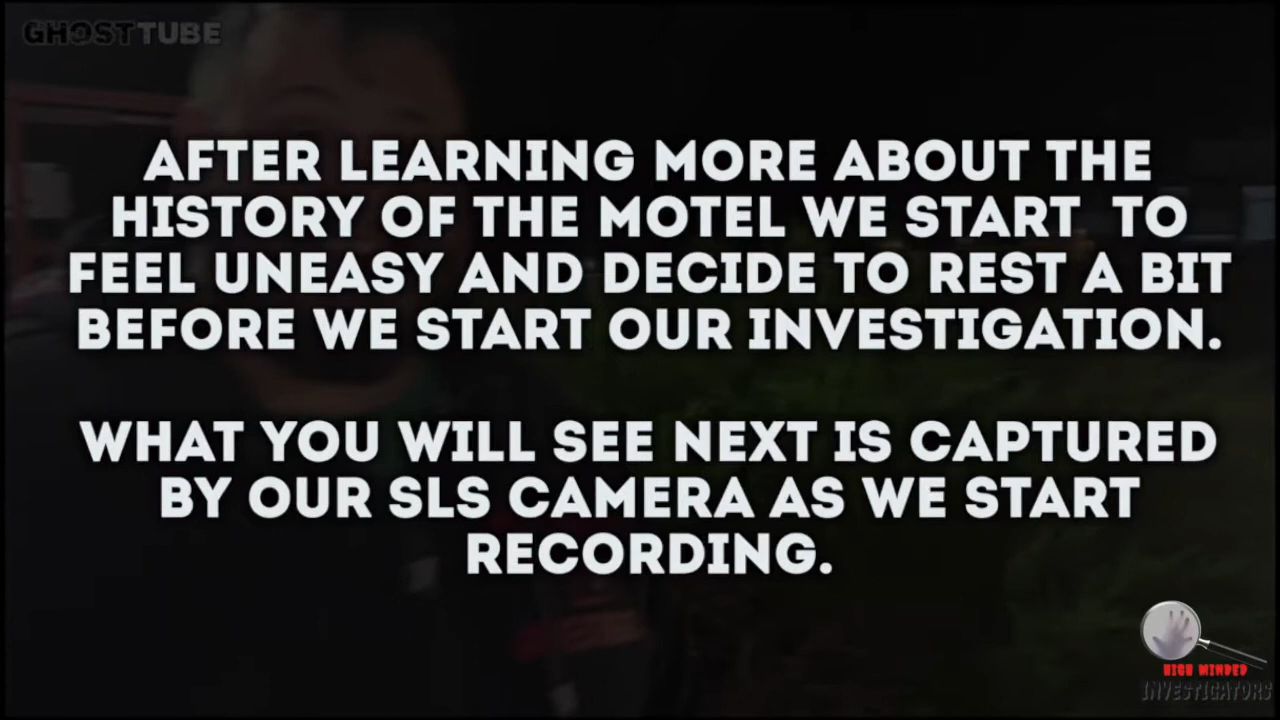 GHOSTTUBE
AFTER LEARNING MORE ABOUT THE
HISTORY OF THE MOTEL WE START TO
FEEL UNEASY AND DECIDE TO REST A BIT
BEFORE WE START OUR INVESTIGATION.
WHAT YOU WILL SEE NEXT IS CAPTURED
BY OUR SLS CAMERA AS WE START
RECORDING.
HIGH MINDED
INVESTIGATORS